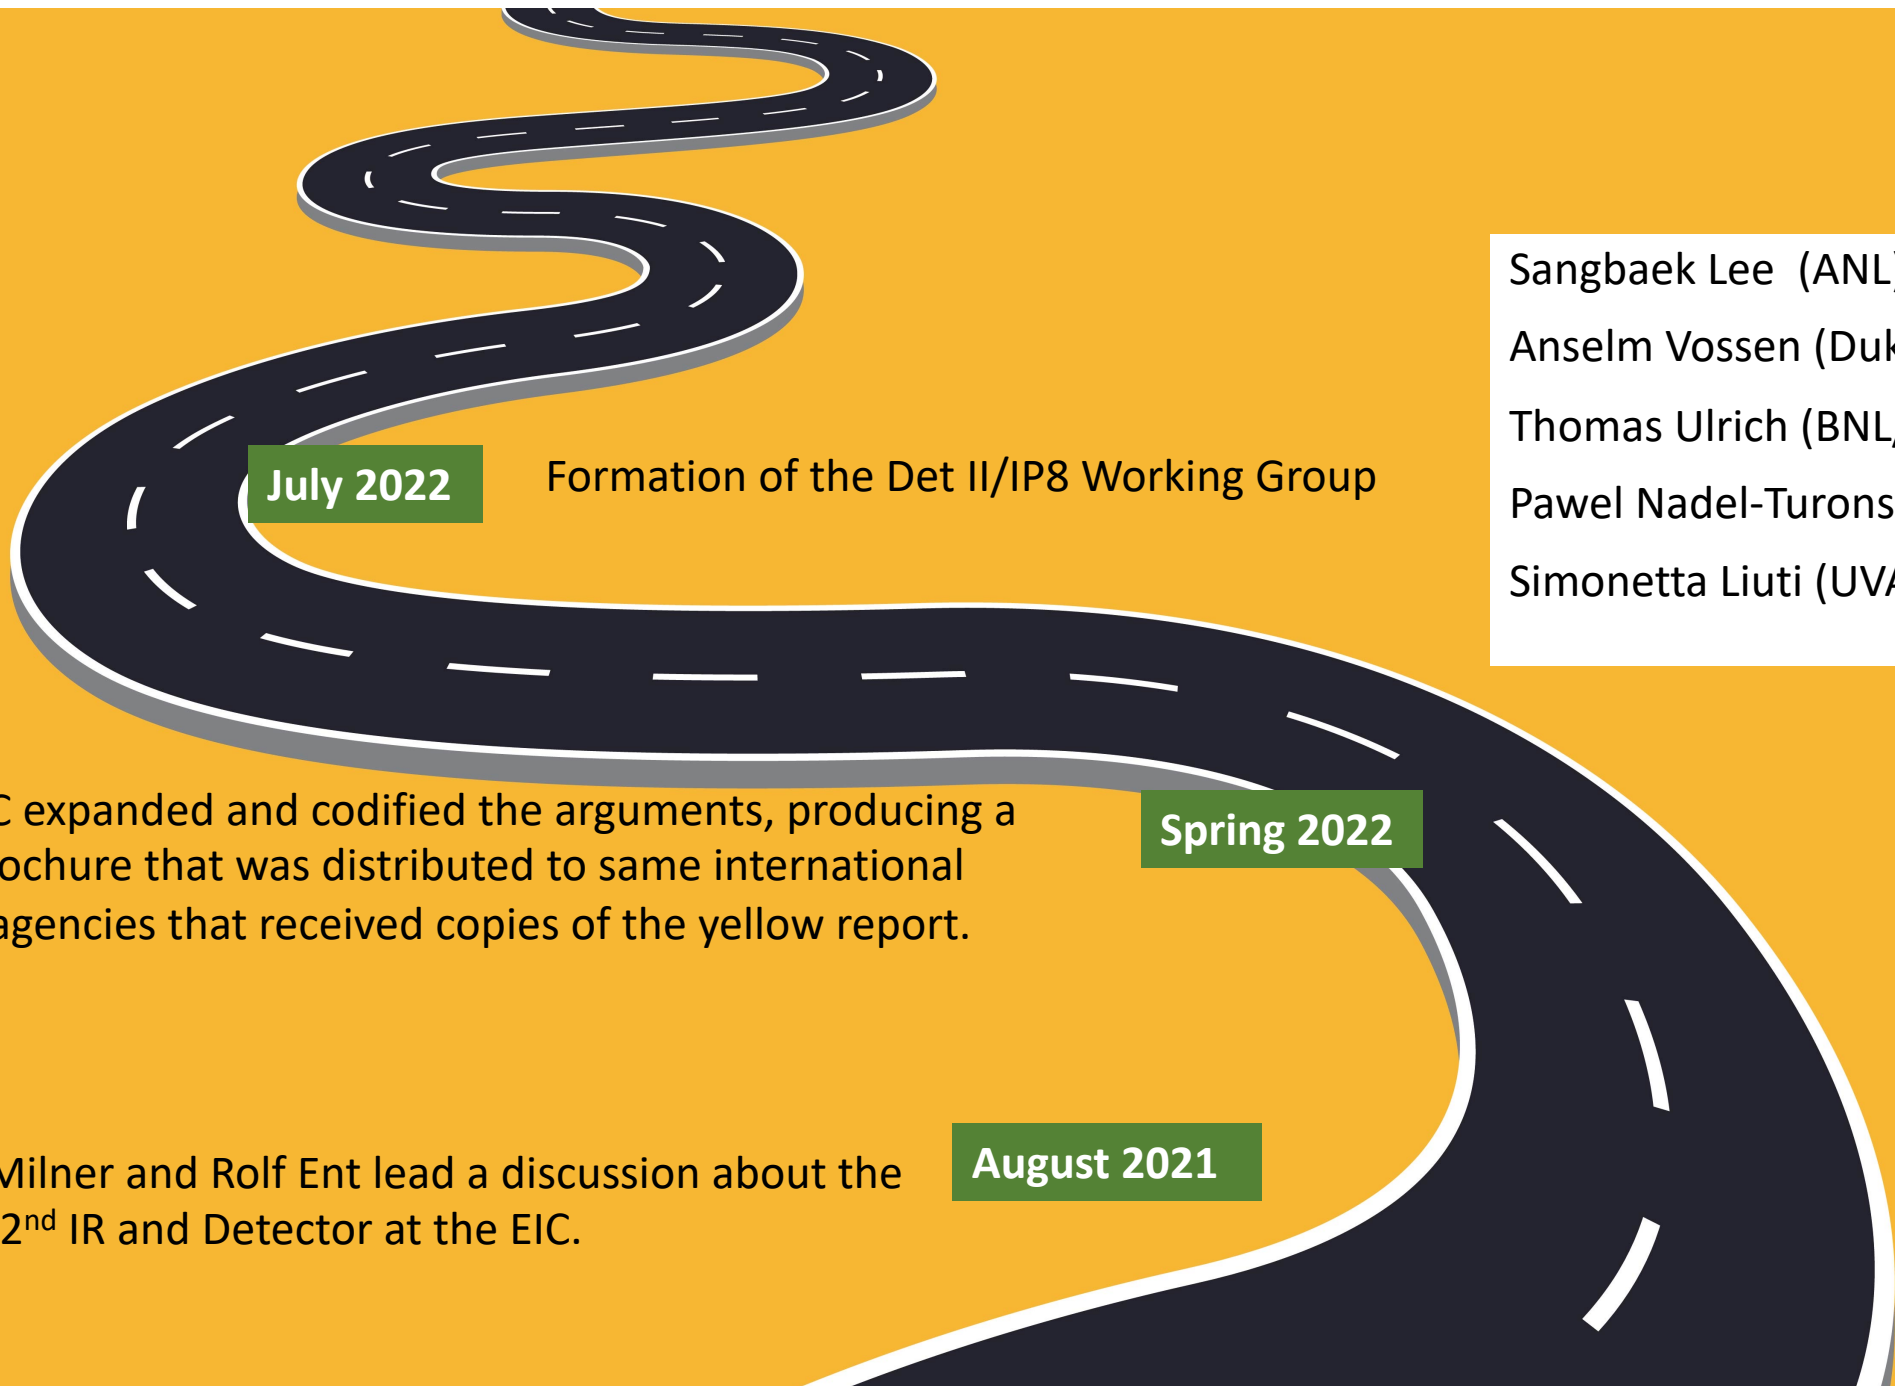 Sangbaek Lee (ANL)
Anselm Vossen (Duk
Thomas Ulrich (BNL/
Pawel Nadel-Turons
Simonetta Liuti (UVA
July 2022
Formation of the Det II/IP8 Working Group
C expanded and codified the arguments, producing a
ochure that was distributed to same international
agencies that received copies of the yellow report.
Spring 2022
Milner and Rolf Ent lead a discussion about the
2nd IR and Detector at the EIC.
August 2021